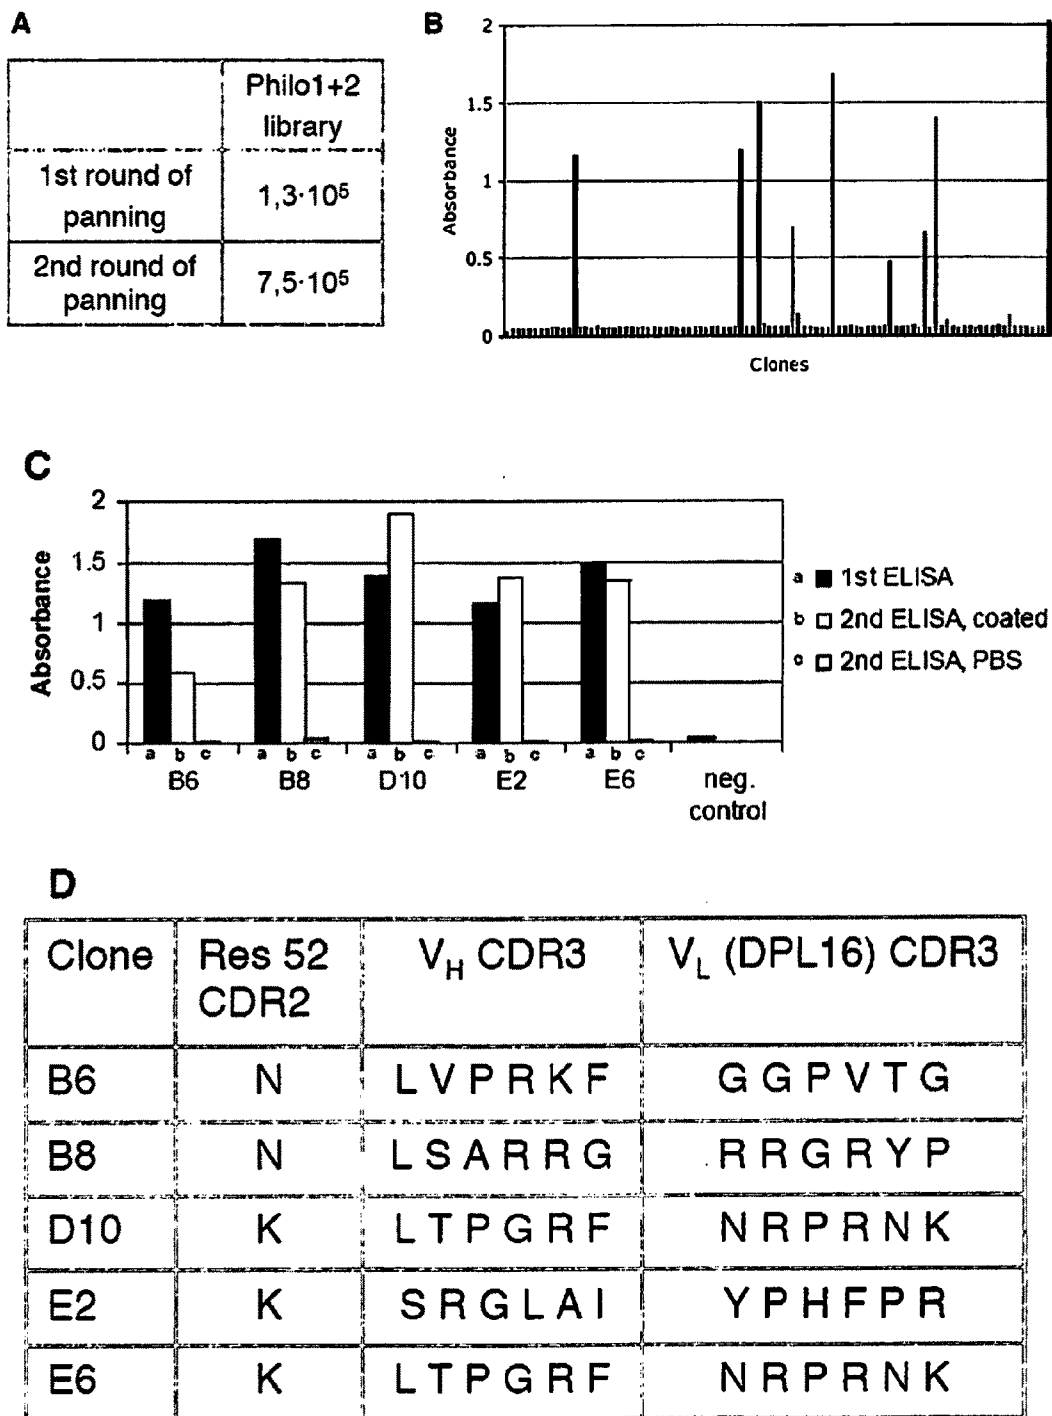 A
Philo1+2
library
1st round of
panning
1,3·10⁵
2nd round of
panning
7,5·10⁵
B
Absorbance
2
1.5
1
0.5
0
Clones
C
Absorbance
2
1.5
1
0.5
0
a b c
a b c
a b c
a b c
a b c
B6
B8
D10
E2
E6
neg.
control
a 1st ELISA
b 2nd ELISA, coated
c 2nd ELISA, PBS
D
Clone
Res 52
CDR2
V_H CDR3
V_L (DPL16) CDR3
B6 N L V P R K F G G P V T G
B8 N L S A R R G R R G R Y P
D10 K L T P G R F N R P R N K
E2 K S R G L A I Y P H F P R
E6 K L T P G R F N R P R N K